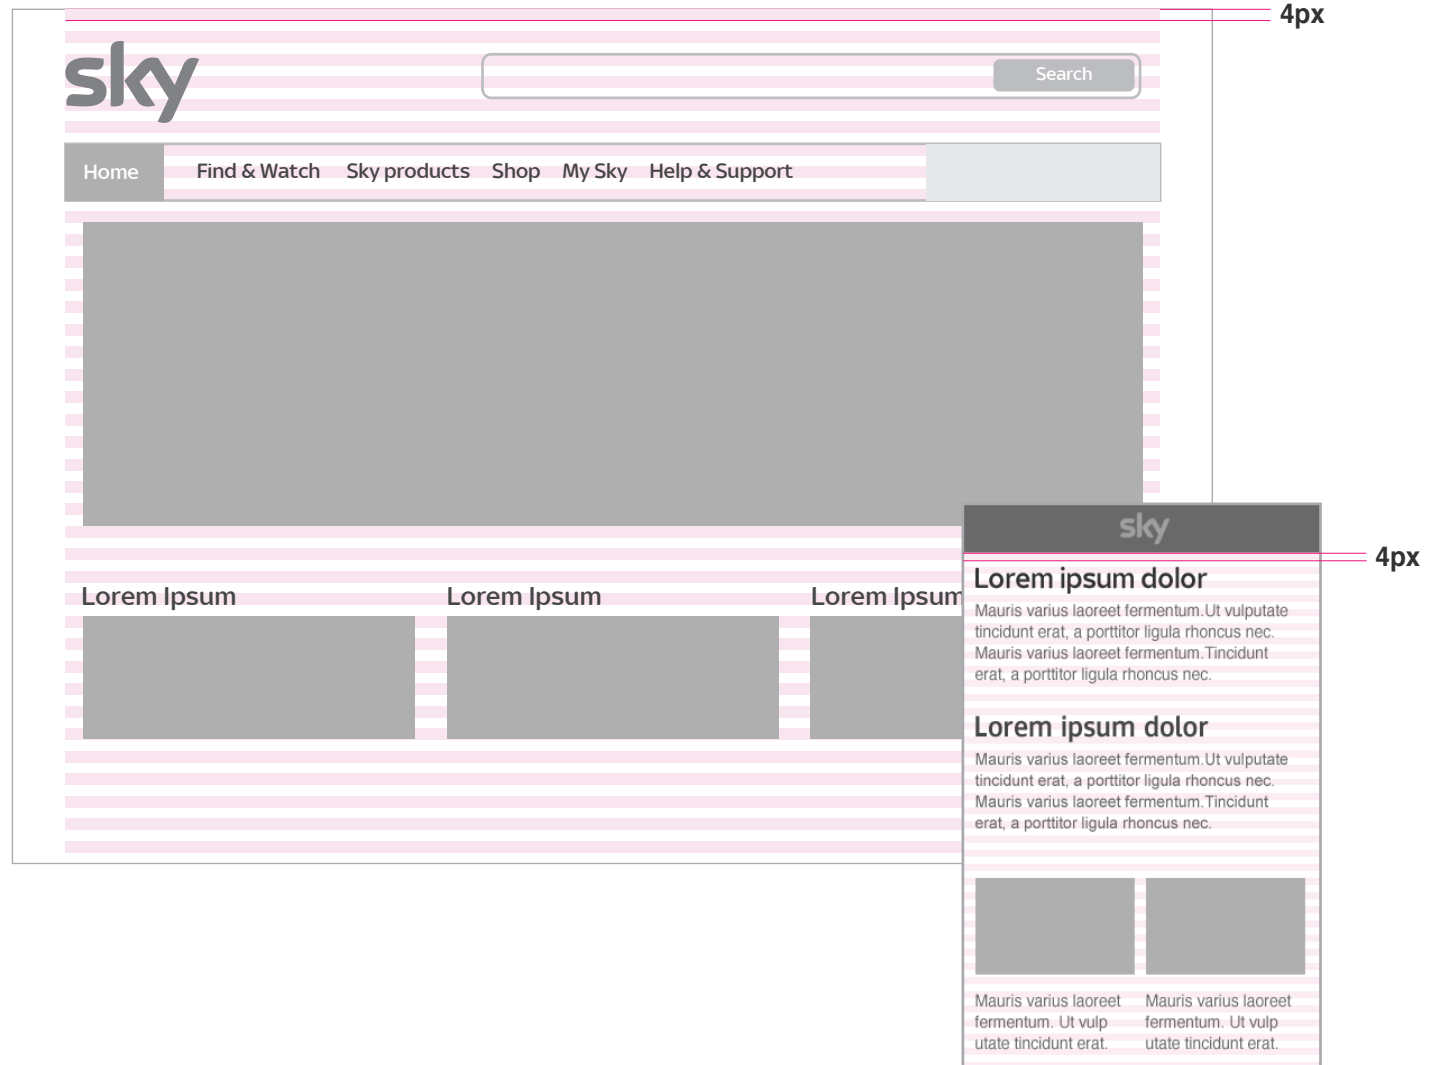 4px
sky
Search
Home Find & Watch Sky products Shop My Sky Help & Support
Lorem Ipsum Lorem Ipsum Lorem Ipsum
sky
4px
Lorem ipsum dolor
Mauris varius laoreet fermentum.Ut vulputate
tincidunt erat, a porttitor ligula rhoncus nec.
Mauris varius laoreet fermentum.Tincidunt
erat, a porttitor ligula rhoncus nec.
Lorem ipsum dolor
Mauris varius laoreet fermentum.Ut vulputate
tincidunt erat, a porttitor ligula rhoncus nec.
Mauris varius laoreet fermentum.Tincidunt
erat, a porttitor ligula rhoncus nec.
Mauris varius laoreet
fermentum. Ut vulp
utate tincidunt erat.
Mauris varius laoreet
fermentum. Ut vulp
utate tincidunt erat.